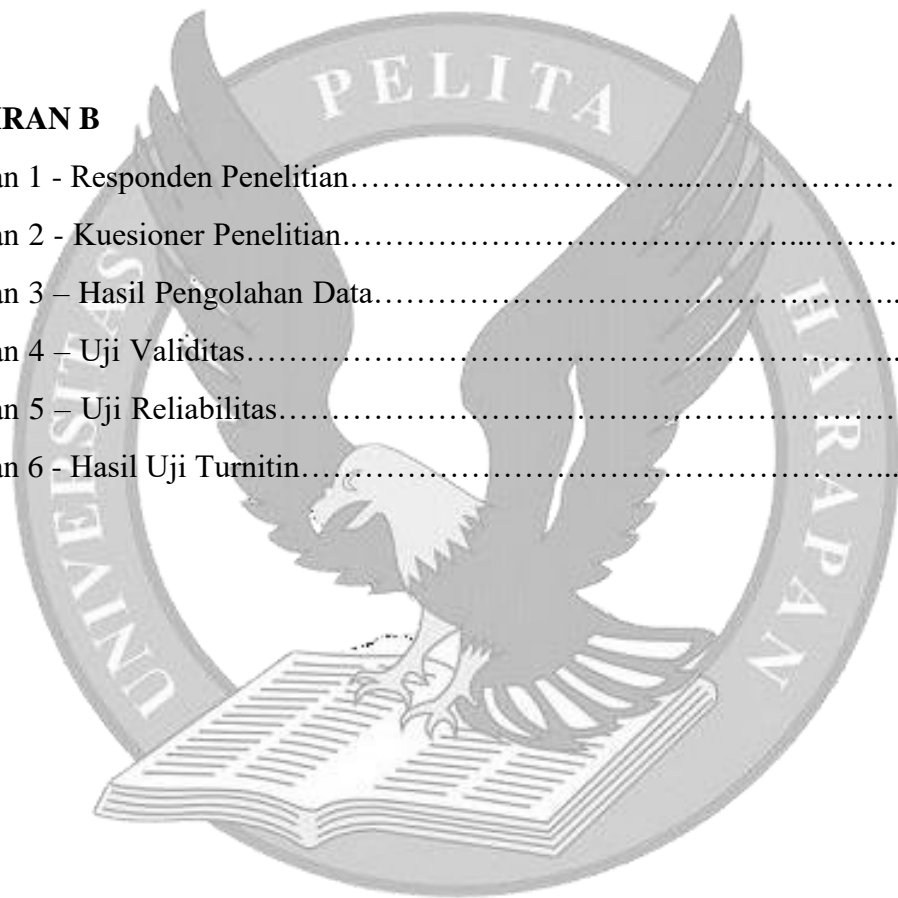 PELITA
RAN B
an 1 - Responden Penelitian…………………….……..……………….………
an 2 - Kuesioner Penelitian……………………………………...………
an 3 – Hasil Pengolahan Data……………………………………………..
an 4 – Uji Validitas………………………………………………………..
an 5 – Uji Reliabilitas……………………………………………………
an 6 - Hasil Uji Turnitin…………………………………………………...
UNIVERSITAS
HARAPAN